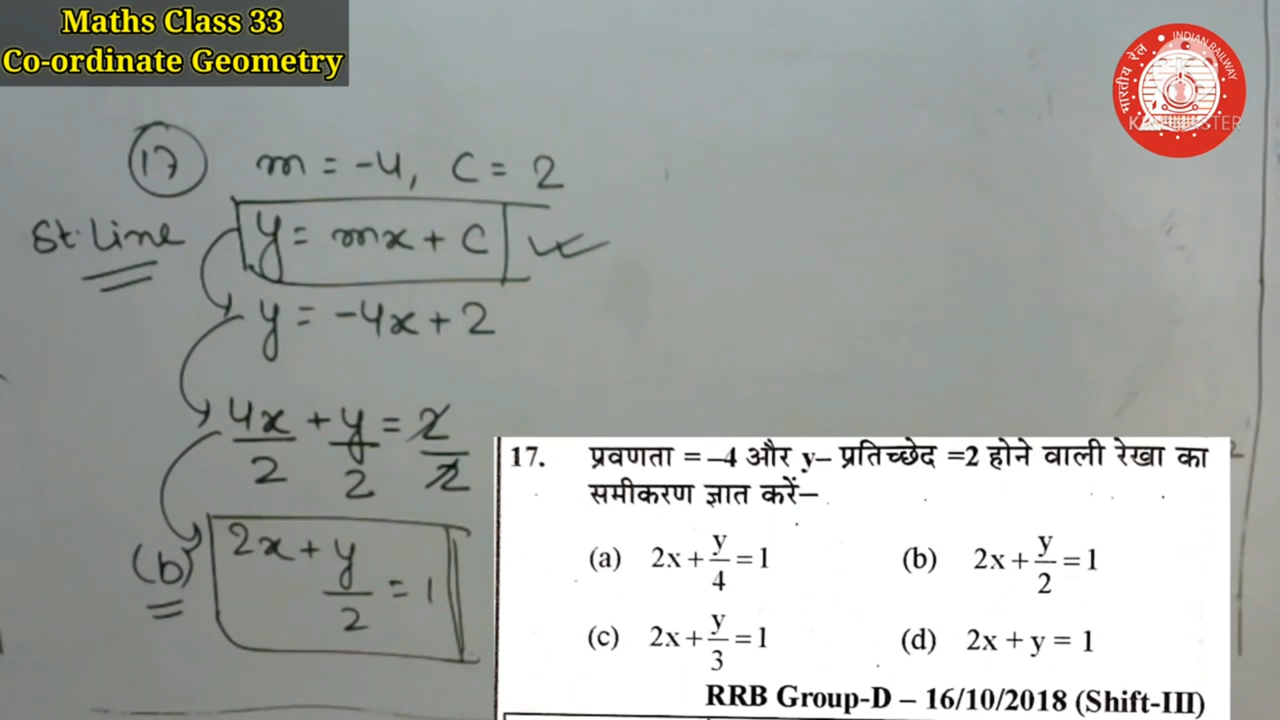 Maths Class 33
Co-ordinate Geometry
भारतीय रेल
INDIAN RAILWAY
17 m = -4, C = 2
St. Line y = mx + C
y = -4x + 2
4x/2 + y/2 = 2/2
(b) 2x + y/2 = 1
17. प्रवणता = –4 और y– प्रतिच्छेद =2 होने वाली रेखा का
समीकरण ज्ञात करें–
(a) 2x + y/4 = 1 (b) 2x + y/2 = 1
(c) 2x + y/3 = 1 (d) 2x + y = 1
RRB Group-D – 16/10/2018 (Shift-III)